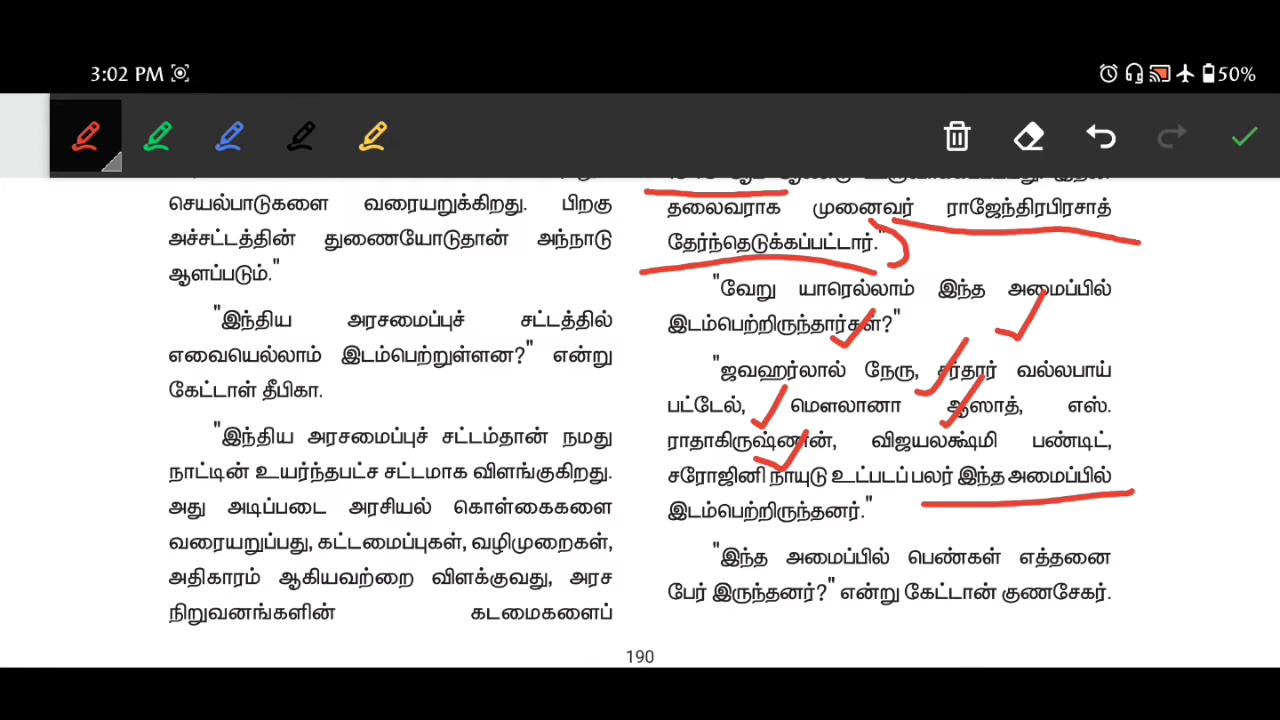 3:02 PM
50%
செயல்பாடுகளை வரையறுக்கிறது. பிறகு
அச்சட்டத்தின் துணையோடுதான் அந்நாடு
ஆளப்படும்."
"இந்திய அரசமைப்புச் சட்டத்தில்
எவையெல்லாம் இடம்பெற்றுள்ளன?" என்று
கேட்டாள் தீபிகா.
"இந்திய அரசமைப்புச் சட்டம்தான் நமது
நாட்டின் உயர்ந்தபட்ச சட்டமாக விளங்குகிறது.
அது அடிப்படை அரசியல் கொள்கைகளை
வரையறுப்பது, கட்டமைப்புகள், வழிமுறைகள்,
அதிகாரம் ஆகியவற்றை விளக்குவது, அரச
நிறுவனங்களின் கடமைகளைப்
தலைவராக முனைவர் ராஜேந்திரபிரசாத்
தேர்ந்தெடுக்கப்பட்டார்."
"வேறு யாரெல்லாம் இந்த அமைப்பில்
இடம்பெற்றிருந்தார்கள்?"
"ஜவஹர்லால் நேரு, சர்தார் வல்லபாய்
பட்டேல், மௌலானா ஆஸாத், எஸ்.
ராதாகிருஷ்ணன், விஜயலக்ஷ்மி பண்டிட்,
சரோஜினி நாயுடு உட்படப் பலர் இந்த அமைப்பில்
இடம்பெற்றிருந்தனர்."
"இந்த அமைப்பில் பெண்கள் எத்தனை
பேர் இருந்தனர்?" என்று கேட்டான் குணசேகர்.
190